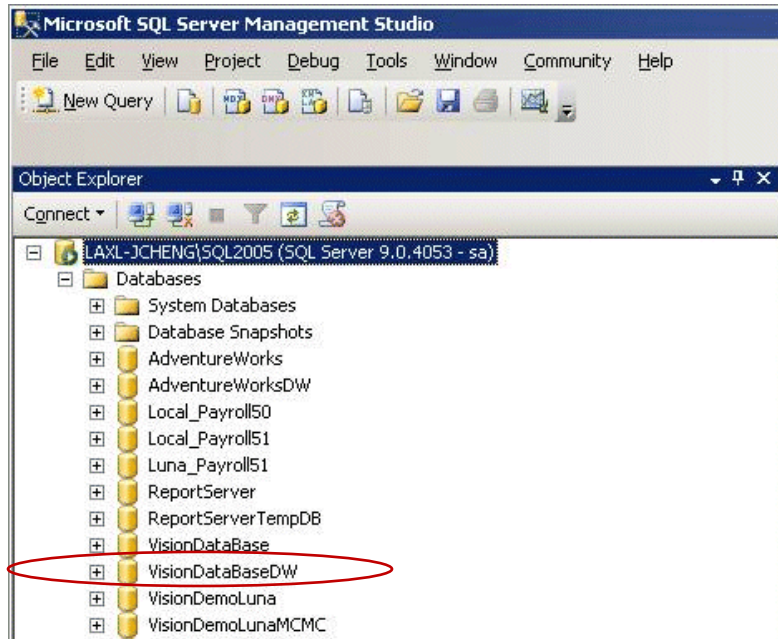 Microsoft SQL Server Management Studio
File Edit View Project Debug Tools Window Community Help
New Query
Object Explorer
Connect
LAXL-JCHENG\SQL2005 (SQL Server 9.0.4053 - sa)
Databases
System Databases
Database Snapshots
AdventureWorks
AdventureWorksDW
Local_Payroll50
Local_Payroll51
Luna_Payroll51
ReportServer
ReportServerTempDB
VisionDataBase
VisionDataBaseDW
VisionDemoLuna
VisionDemoLunaMCMC